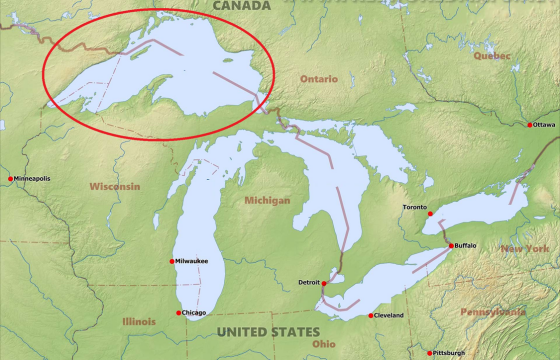 CANADA
Quebec
Ontario
Ottawa
Minneapolis
Wisconsin
Michigan
Toronto
New York
Buffalo
Milwaukee
Detroit
Chicago
Pennsylvania
Illinois
Cleveland
UNITED STATES
Ohio
Pittsburgh